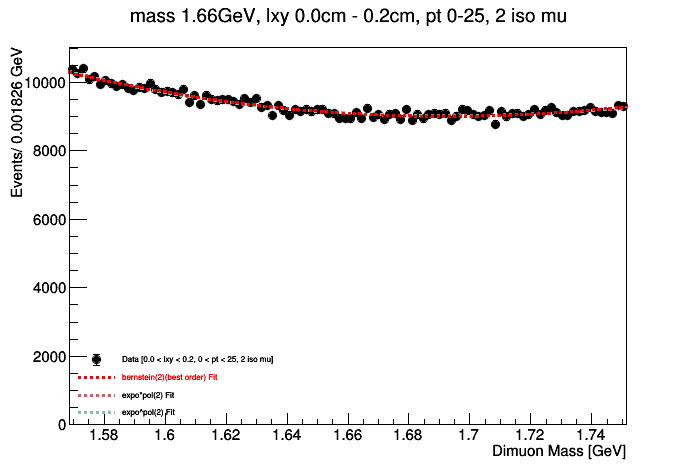 mass 1.66GeV, lxy 0.0cm - 0.2cm, pt 0-25, 2 iso mu
Events/ 0.001826 GeV
10000
8000
6000
4000
2000
0
Data [0.0 < lxy < 0.2, 0 < pt < 25, 2 iso mu]
bernstein(2)(best order) Fit
expo*pol(2) Fit
expo^pol(2) Fit
1.58 1.6 1.62 1.64 1.66 1.68 1.7 1.72 1.74
Dimuon Mass [GeV]